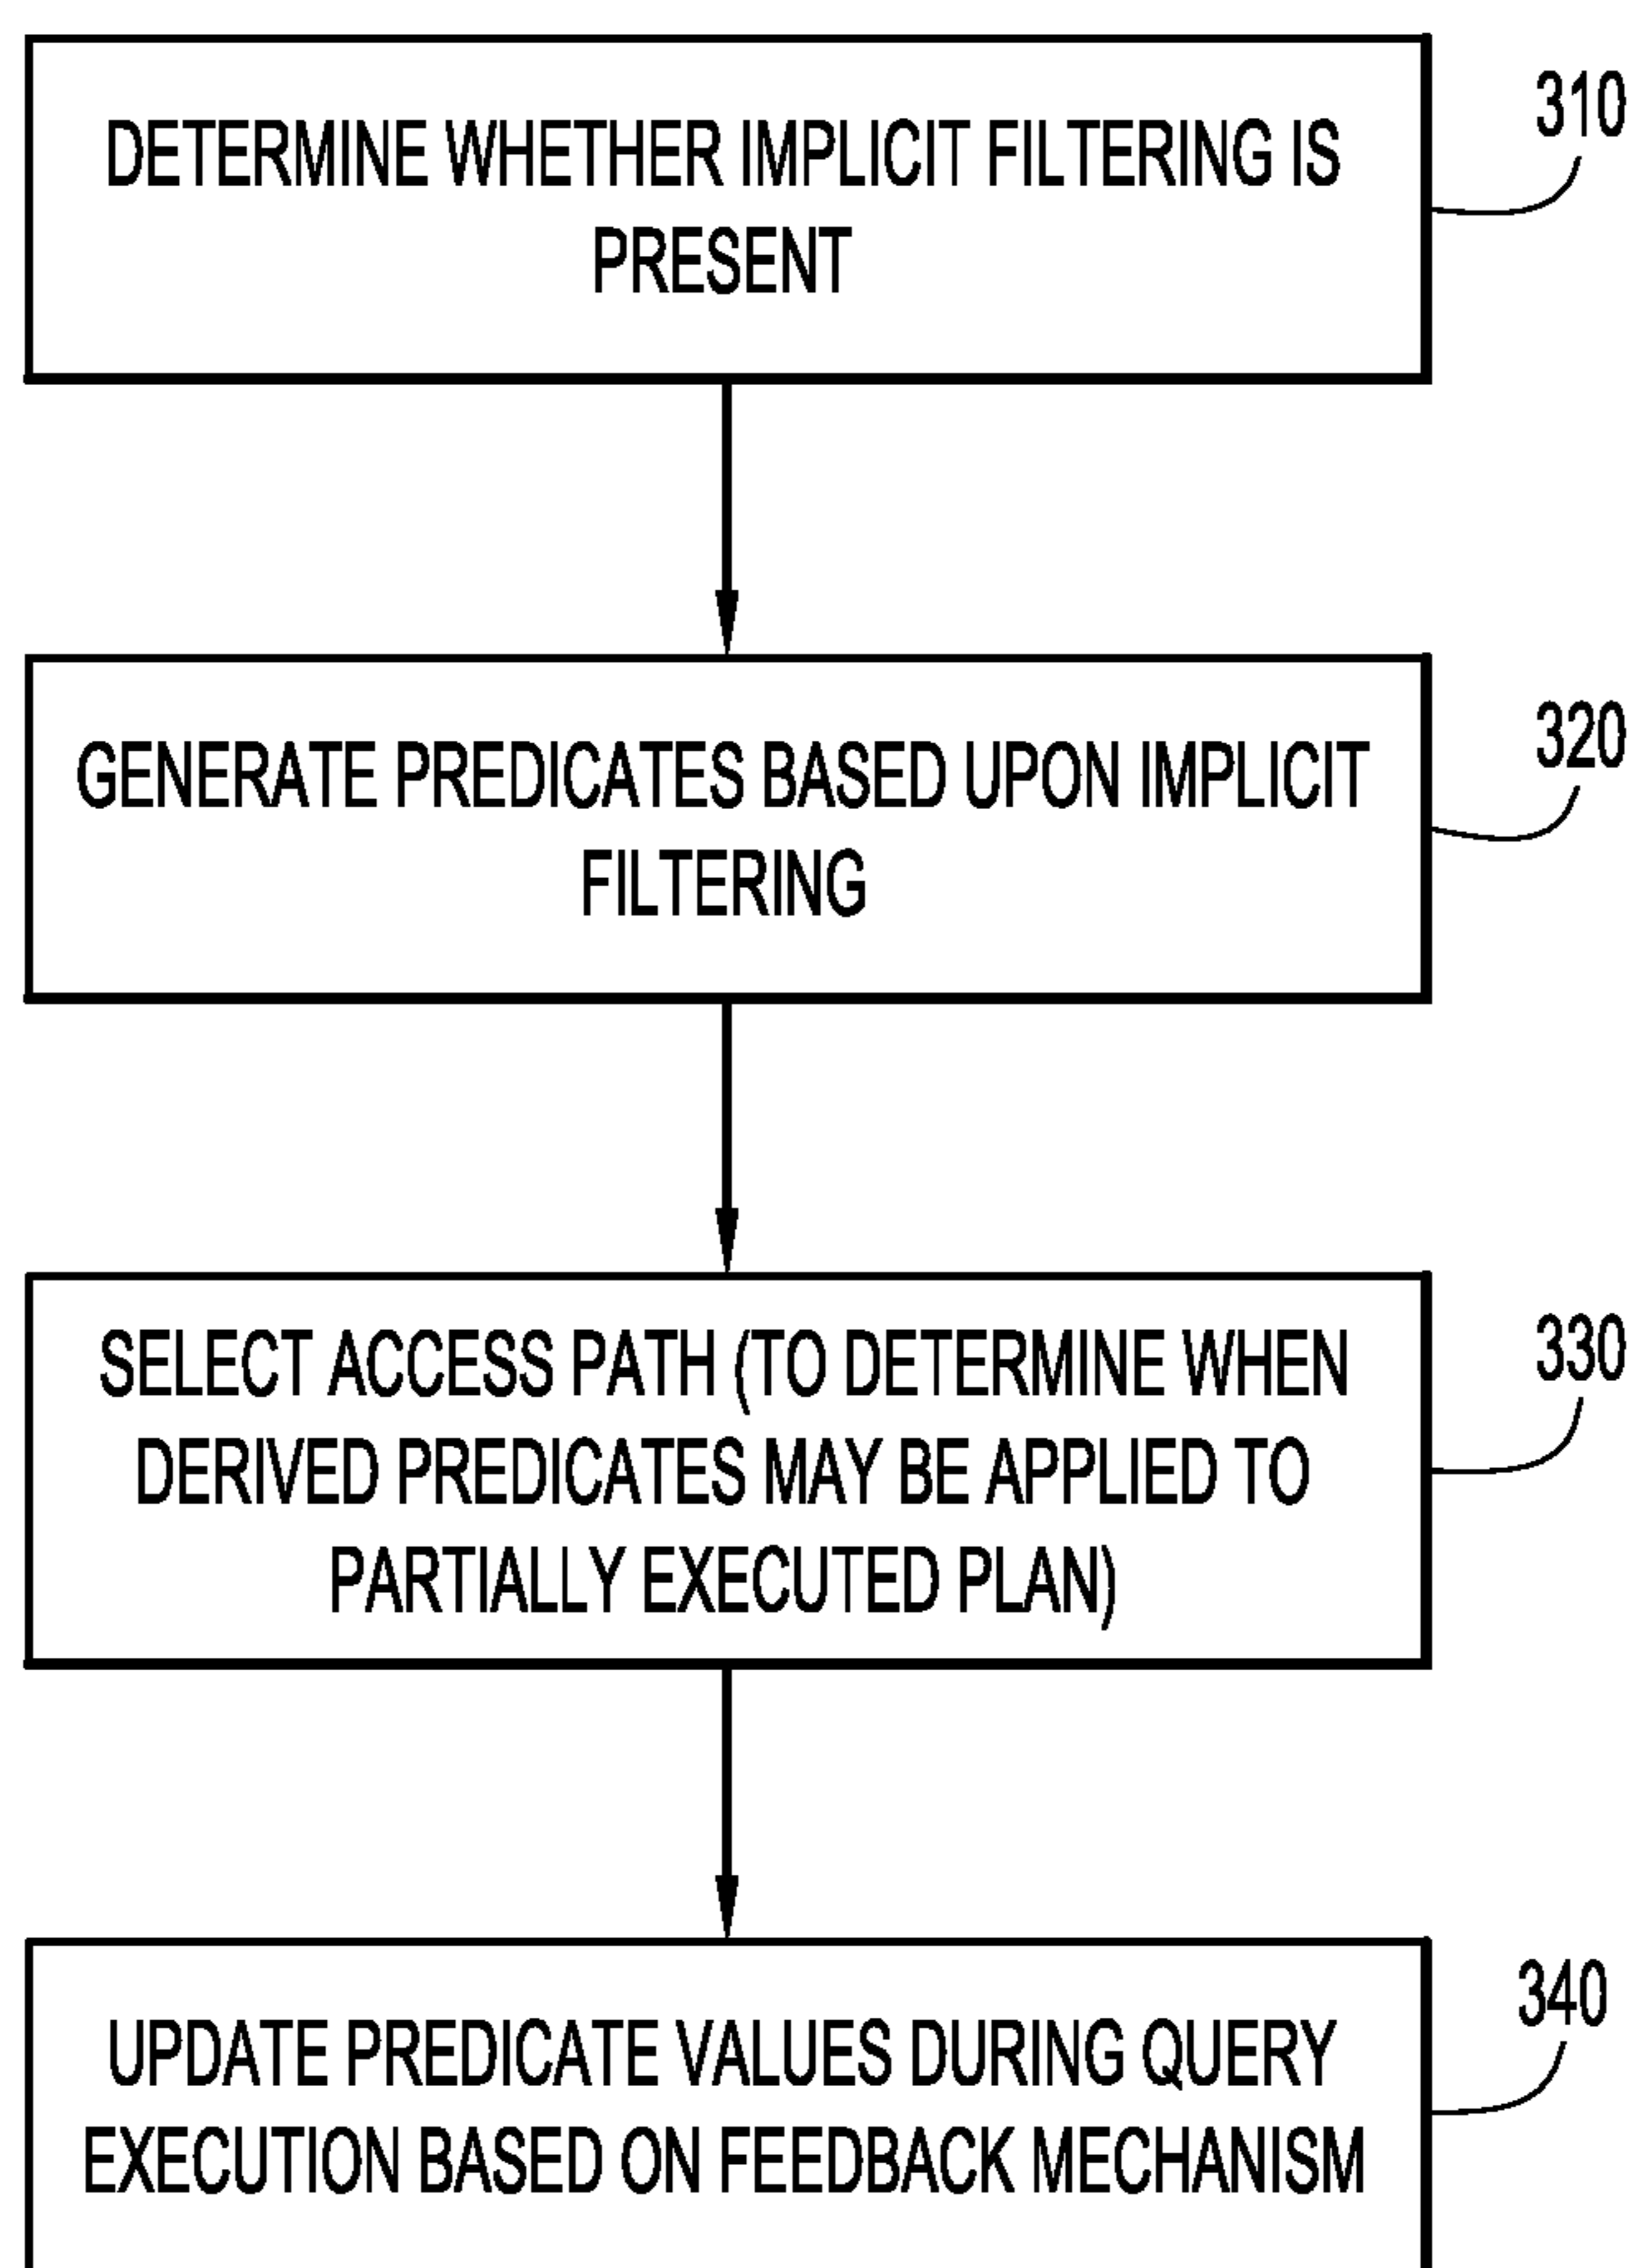 310
DETERMINE WHETHER IMPLICIT FILTERING IS
PRESENT
320
GENERATE PREDICATES BASED UPON IMPLICIT
FILTERING
330
SELECT ACCESS PATH (TO DETERMINE WHEN
DERIVED PREDICATES MAY BE APPLIED TO
PARTIALLY EXECUTED PLAN)
340
UPDATE PREDICATE VALUES DURING QUERY
EXECUTION BASED ON FEEDBACK MECHANISM